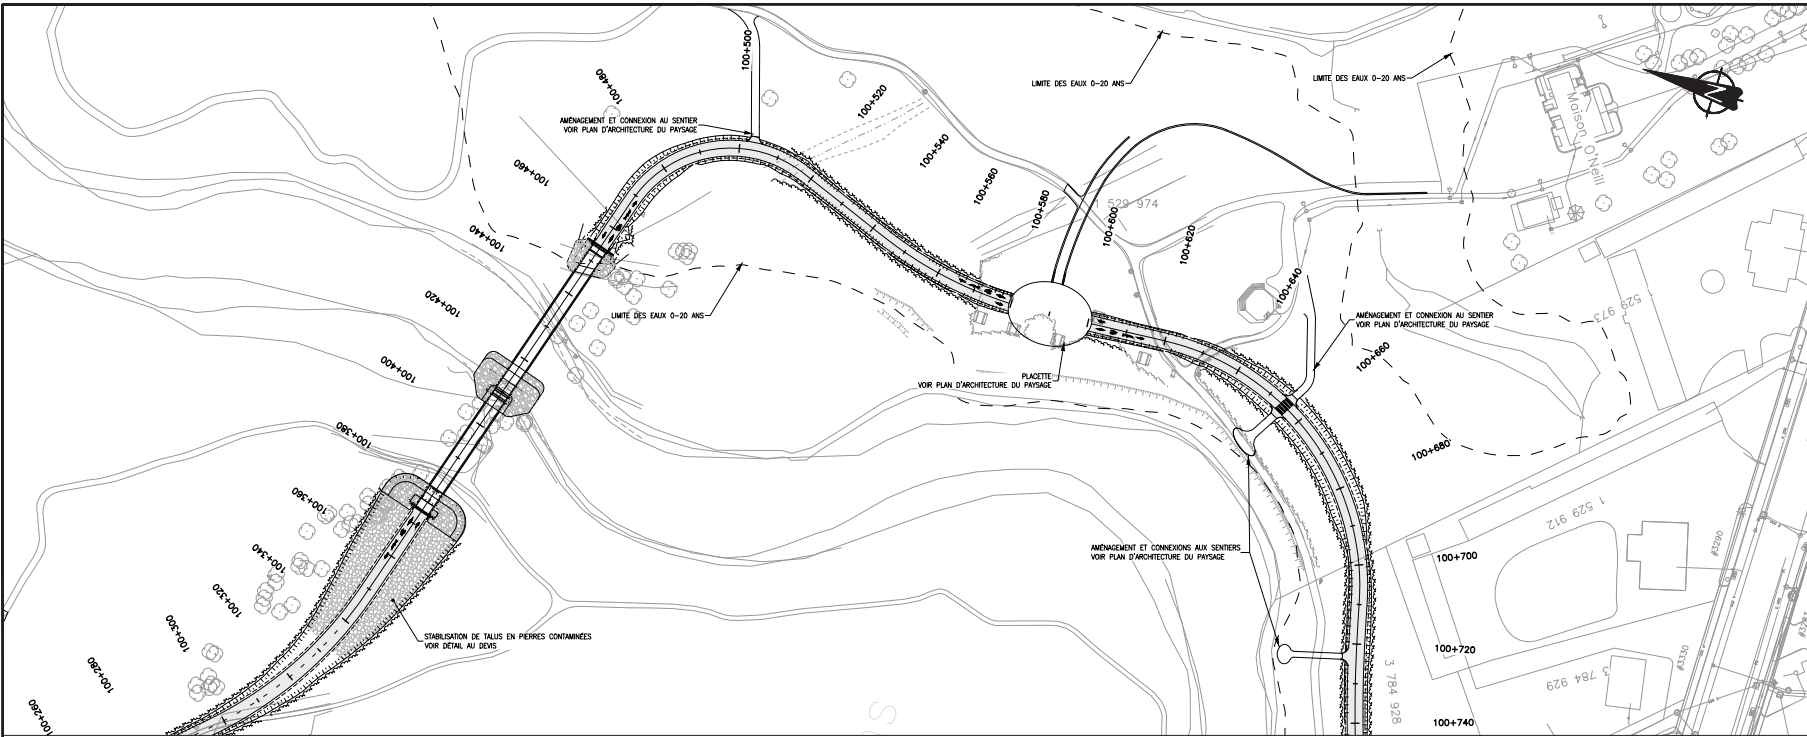 100+500
100+480
LIMITE DES EAUX 0-20 ANS
LIMITE DES EAUX 0-20 ANS
N
100+520
Maison O'Neill
AMÉNAGEMENT ET CONNEXION AU SENTIER
VOIR PLAN D'ARCHITECTURE DU PAYSAGE
100+540
100+460
100+560
100+580
1 529 974
100+600
100+620
100+440
100+640
100+420
LIMITE DES EAUX 0-20 ANS
529 973
AMÉNAGEMENT ET CONNEXION AU SENTIER
VOIR PLAN D'ARCHITECTURE DU PAYSAGE
100+660
100+400
PLACETTE
VOIR PLAN D'ARCHITECTURE DU PAYSAGE
100+380
100+680
100+360
1 529 912
#3290
100+340
AMÉNAGEMENT ET CONNEXIONS AUX SENTIERS
VOIR PLAN D'ARCHITECTURE DU PAYSAGE
100+700
100+320
100+300
STABILISATION DE TALUS EN PIERRES CONTAMINÉES
VOIR DÉTAIL AU DEVIS
100+720
#3330
100+280
3 784 929
3 784 928
100+260
S
100+740